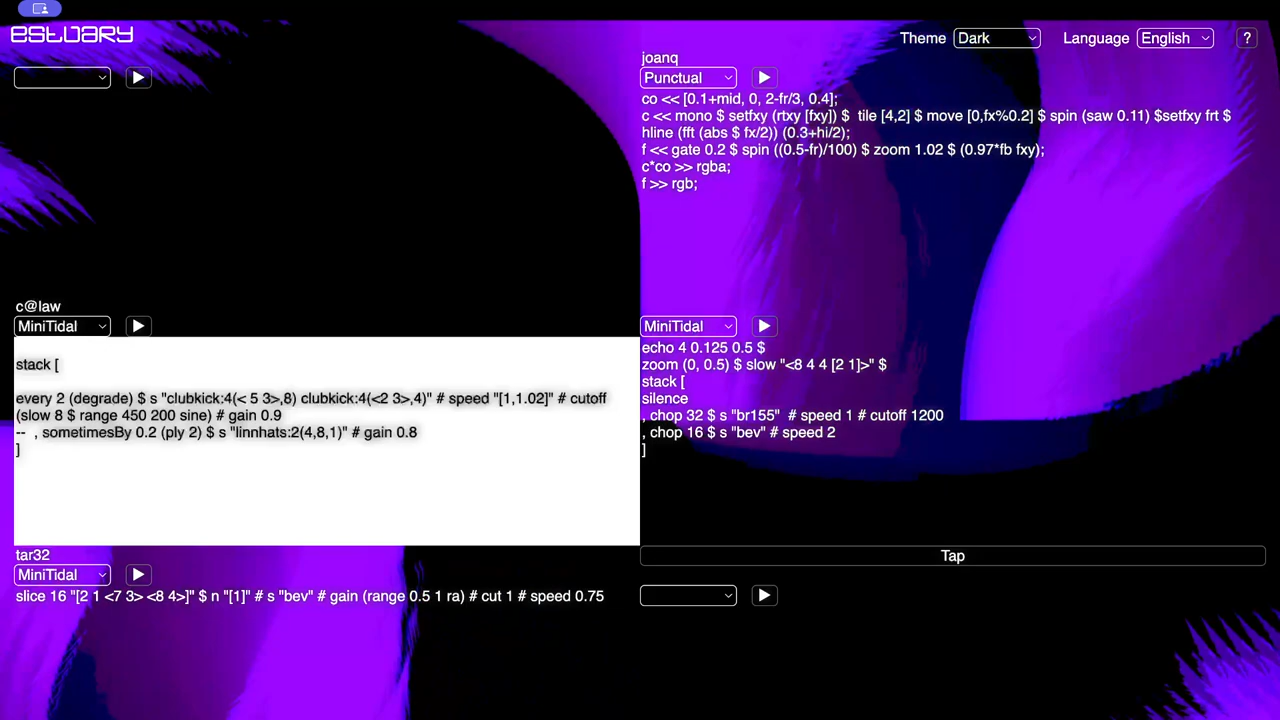 estuary
Theme Dark Language English ?
joanq
Punctual
co << [0.1+mid, 0, 2-fr/3, 0.4];
c << mono $ setfxy (rtxy [fxy]) $  tile [4,2] $ move [0,fx%0.2] $ spin (saw 0.11) $setfxy frt $
hline (fft (abs $ fx/2)) (0.3+hi/2);
f << gate 0.2 $ spin ((0.5-fr)/100) $ zoom 1.02 $ (0.97*fb fxy);
c*co >> rgba;
f >> rgb;
c@law
MiniTidal
stack [
every 2 (degrade) $ s "clubkick:4(< 5 3>,8) clubkick:4(<2 3>,4)" # speed "[1,1.02]" # cutoff
(slow 8 $ range 450 200 sine) # gain 0.9
--  , sometimesBy 0.2 (ply 2) $ s "linnhats:2(4,8,1)" # gain 0.8
]
MiniTidal
echo 4 0.125 0.5 $
zoom (0, 0.5) $ slow "<8 4 4 [2 1]>" $
stack [
silence
, chop 32 $ s "br155"  # speed 1 # cutoff 1200
, chop 16 $ s "bev" # speed 2
]
tar32
MiniTidal
slice 16 "[2 1 <7 3> <8 4>]" $ n "[1]" # s "bev" # gain (range 0.5 1 ra) # cut 1 # speed 0.75
Tap